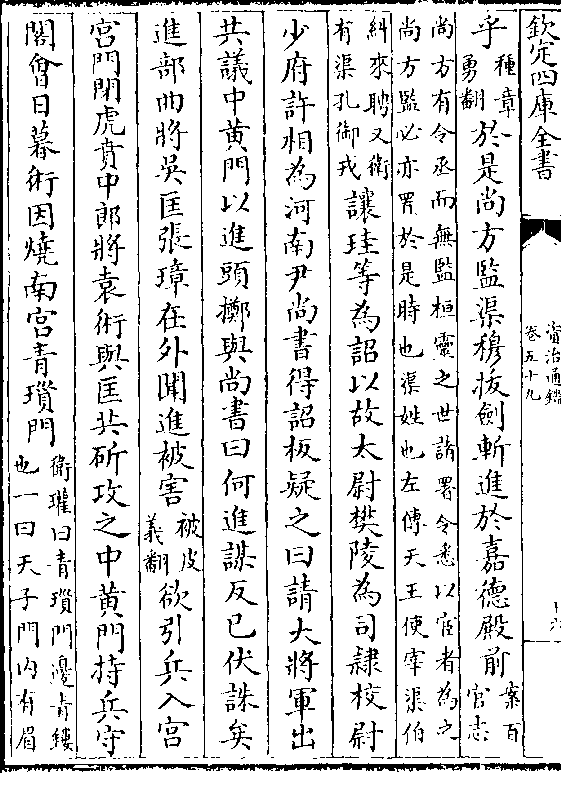 欽定四庫全書
資治通鑑
卷五十九
十六
乎
種章
勇翻
於是尚方監渠穆拔劍斬進於嘉德殿前
案百
官志
尚方有令丞而無監桓靈之世諸署令悉以宦者為之
尚方監必亦置於是時也渠姓也左傳天王使宰渠伯
糾來聘又衛
有渠孔御戎
讓珪等為詔以故太尉樊陵為司隸校尉
少府許相為河南尹尚書得詔板疑之曰請大將軍出
共議中黄門以進頭擲與尚書曰何進謀反已伏誅矣
進部曲將吳匡張璋在外聞進被害
被皮
義翻
欲引兵入宫
宫門閉虎賁中郎將袁術與匡共斫攻之中黄門持兵守
閣會日暮術因燒南宫青瑣門
衛瓘曰青瑣門邊青鏤
也一曰天子門内有眉